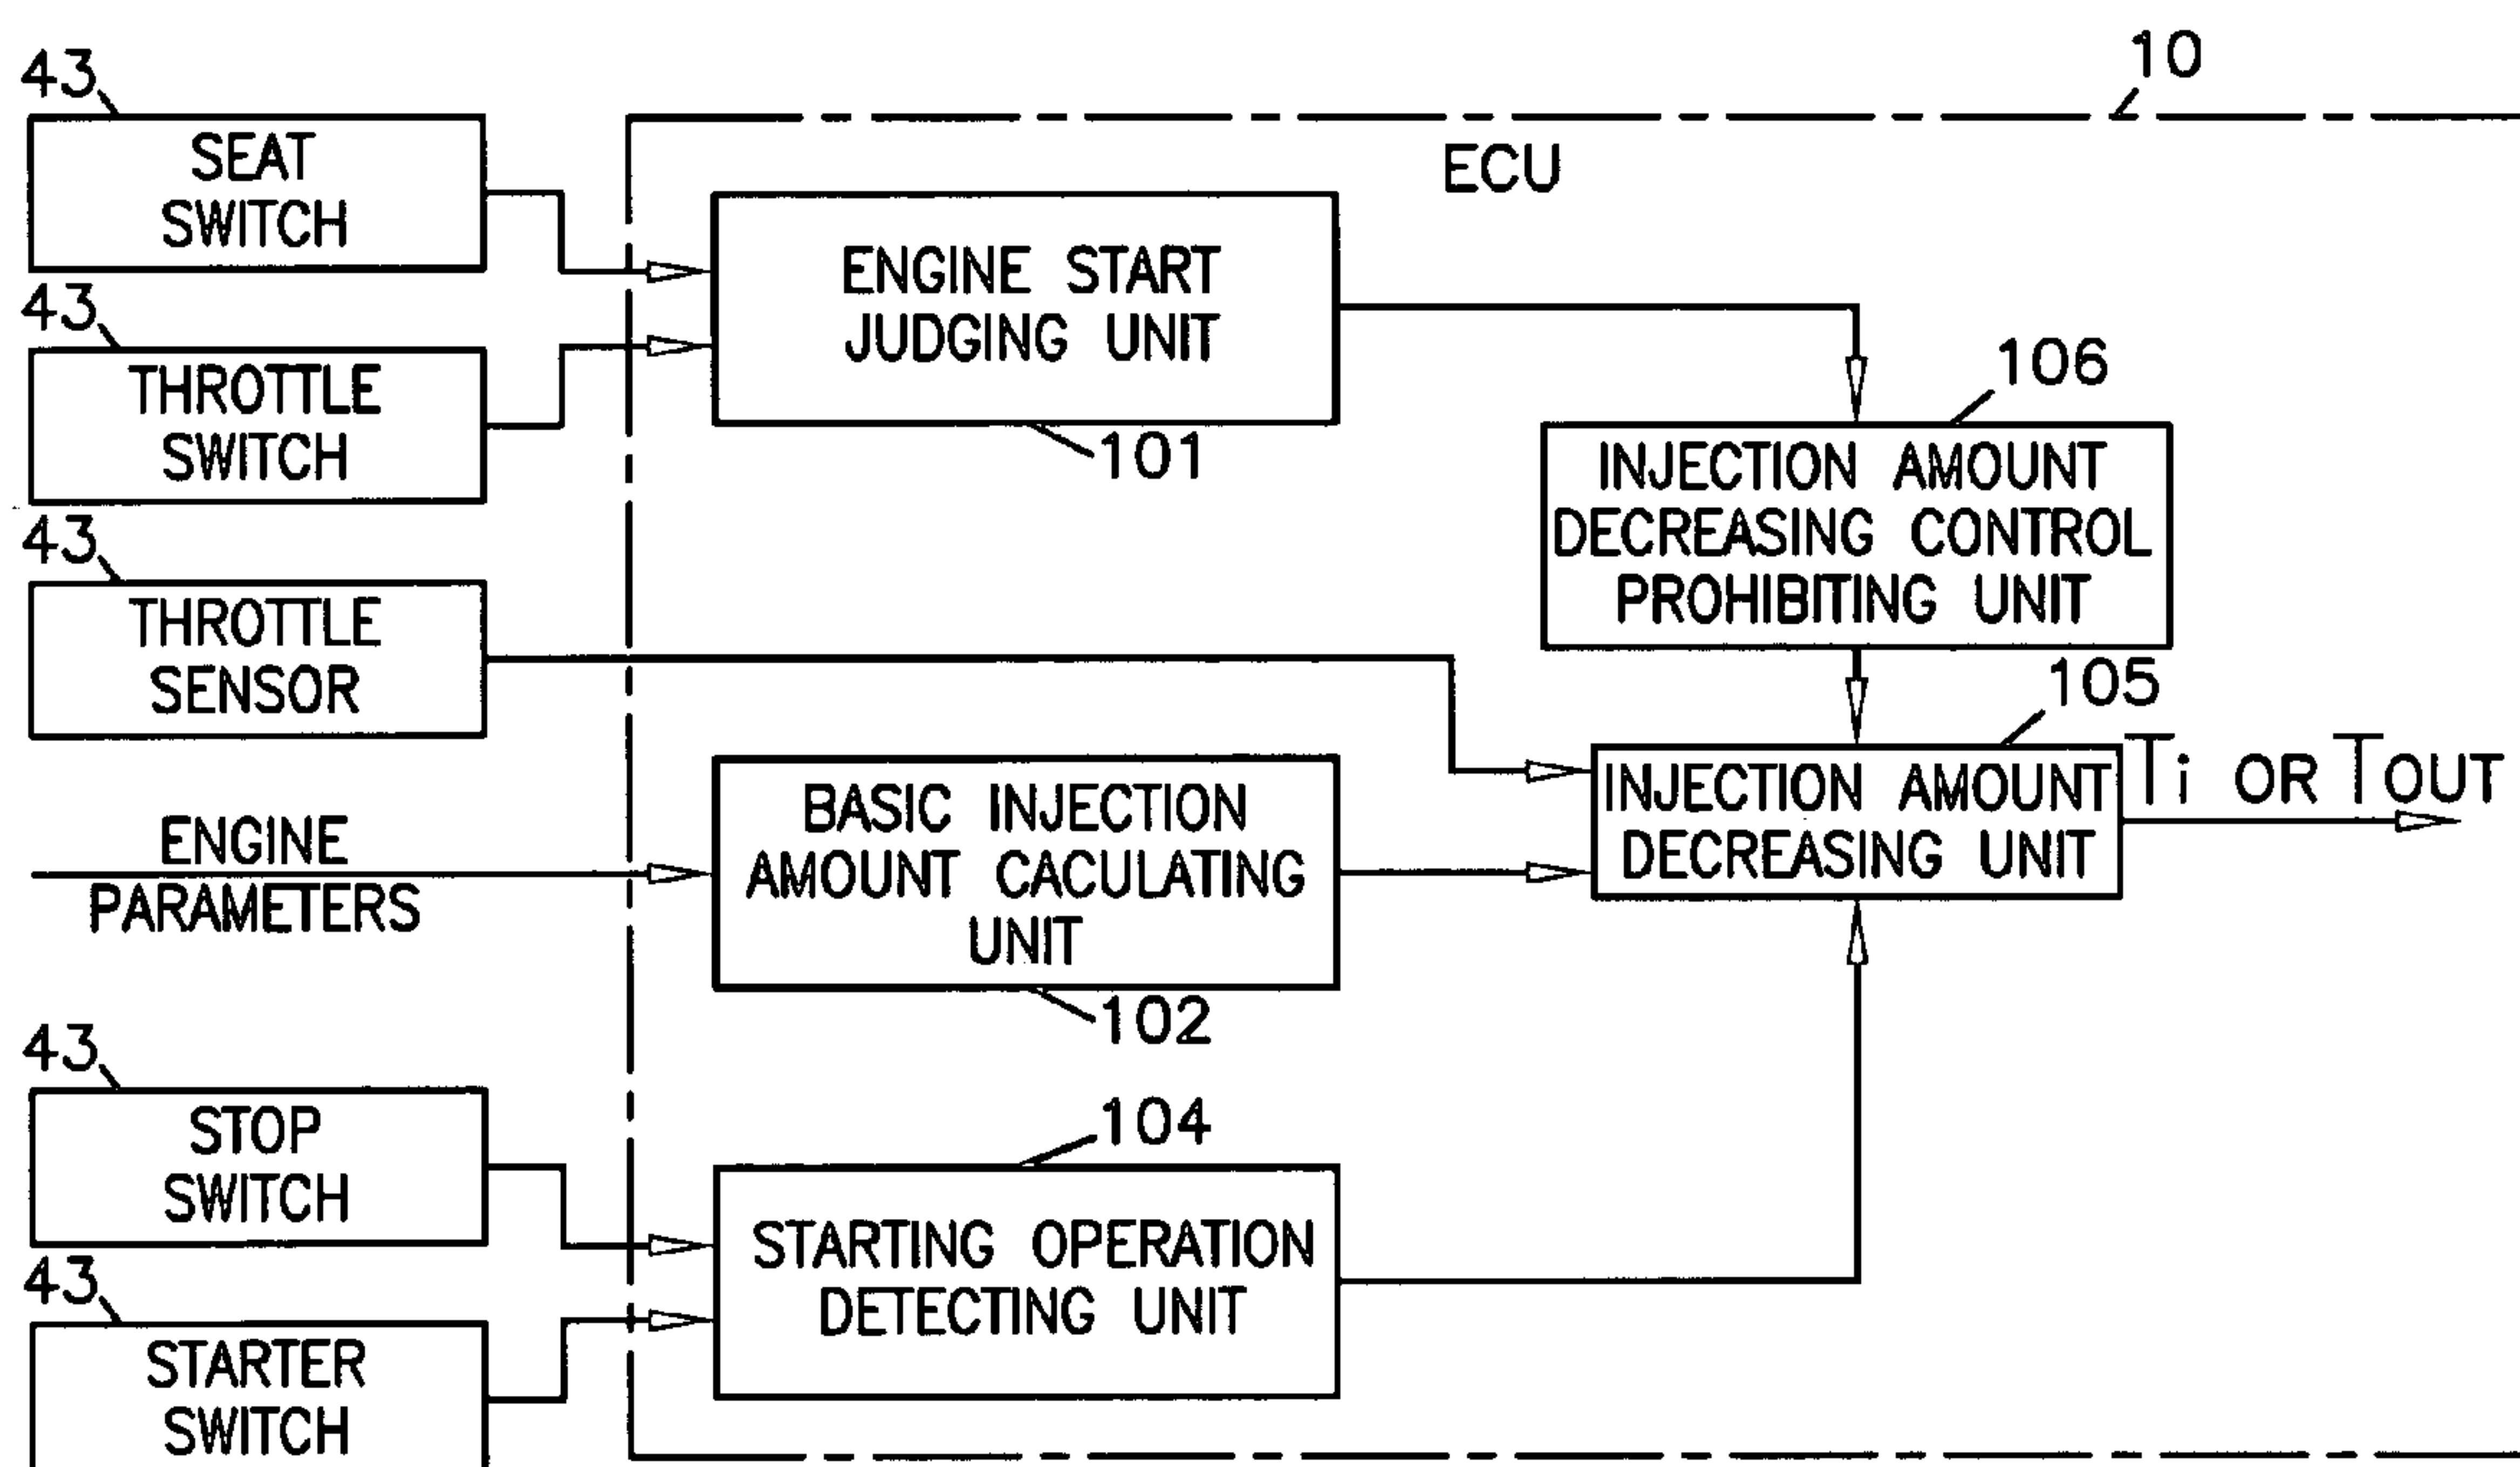 10
43
SEAT
SWITCH
ECU
ENGINE START
JUDGING UNIT
101
43
THROTTLE
SWITCH
106
INJECTION AMOUNT
DECREASING CONTROL
PROHIBITING UNIT
43
THROTTLE
SENSOR
105
INJECTION AMOUNT
DECREASING UNIT
Ti OR TOUT
ENGINE
PARAMETERS
BASIC INJECTION
AMOUNT CACULATING
UNIT
102
43
STOP
SWITCH
104
STARTING OPERATION
DETECTING UNIT
43
STARTER
SWITCH